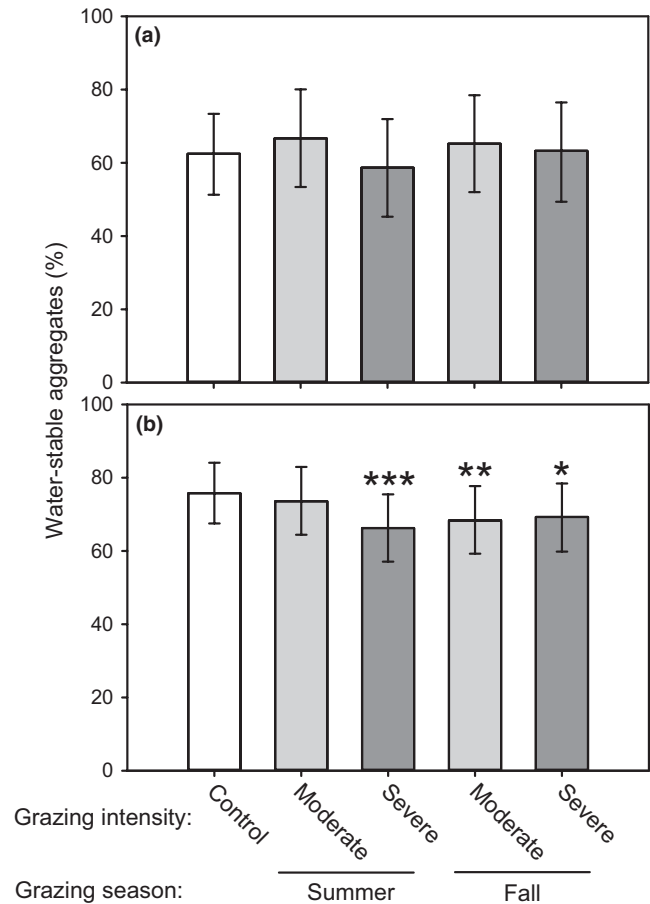 100
(a)
80
60
40
20
0
100
(b)
80
*** ** *
60
40
20
0
Water-stable aggregates (%)
Grazing intensity: Control Moderate Severe Moderate Severe
Grazing season: Summer Fall